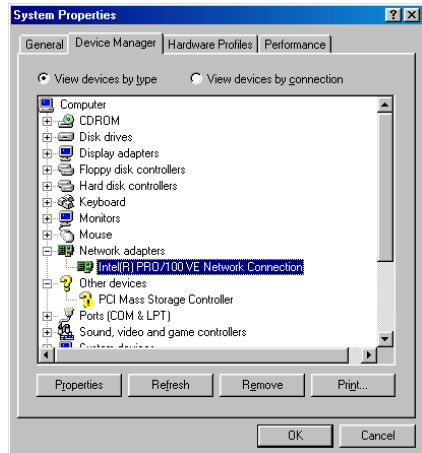 System Properties
General Device Manager Hardware Profiles Performance
View devices by type View devices by connection
Computer
CDROM
Disk drives
Display adapters
Floppy disk controllers
Hard disk controllers
Keyboard
Monitors
Mouse
Network adapters
Intel(R) PRO/100 VE Network Connection
Other devices
PCI Mass Storage Controller
Ports (COM & LPT)
Sound, video and game controllers
System devices
Properties Refresh Remove Print...
OK Cancel